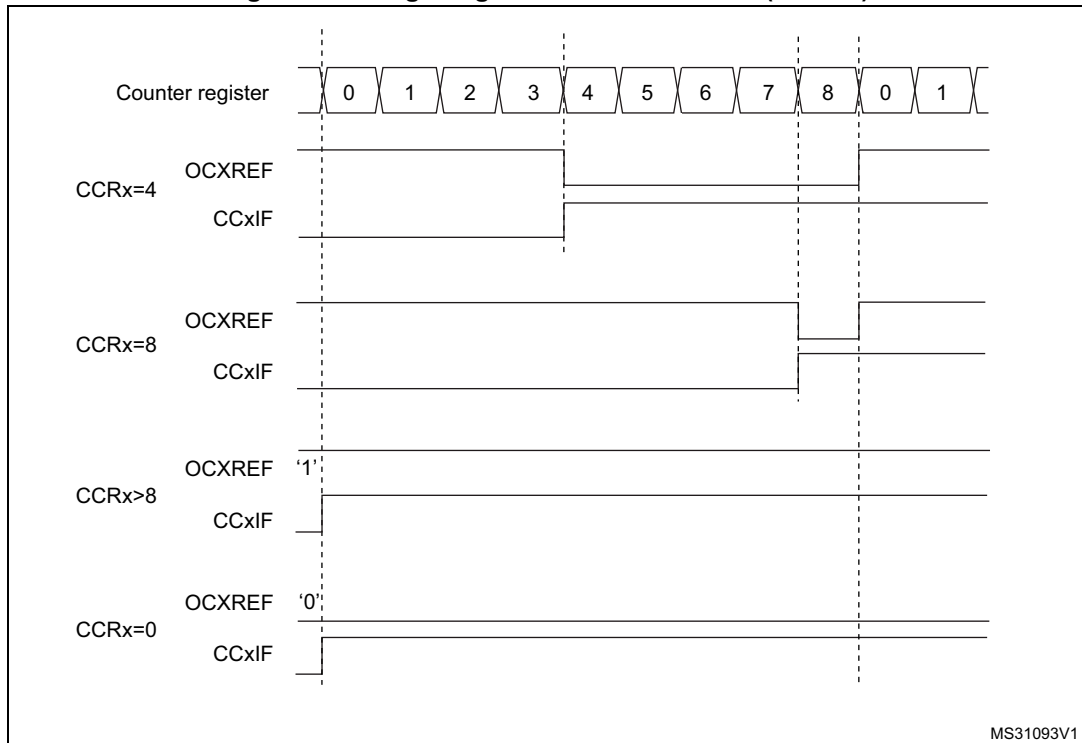 Counter register 0 1 2 3 4 5 6 7 8 0 1
OCXREF
CCRx=4
CCxIF
OCXREF
CCRx=8
CCxIF
OCXREF ‘1’
CCRx>8
CCxIF
OCXREF ‘0’
CCRx=0
CCxIF
MS31093V1